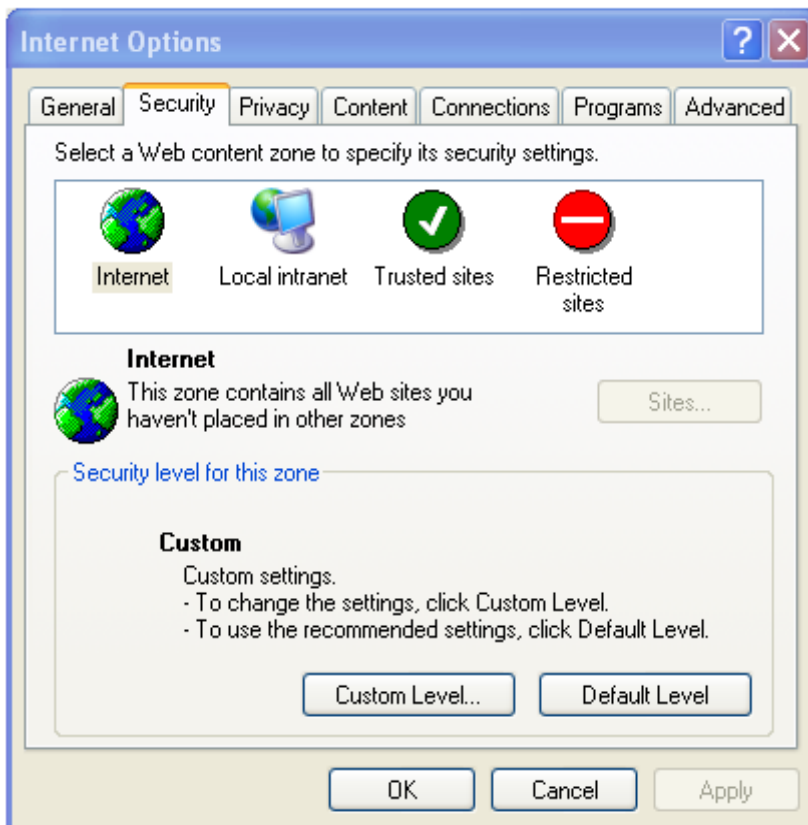 Internet Options
?
General Security Privacy Content Connections Programs Advanced
Select a Web content zone to specify its security settings.
Internet Local intranet Trusted sites Restricted
sites
Internet
This zone contains all Web sites you
haven't placed in other zones
Sites...
Security level for this zone
Custom
Custom settings.
- To change the settings, click Custom Level.
- To use the recommended settings, click Default Level.
Custom Level... Default Level
OK Cancel Apply